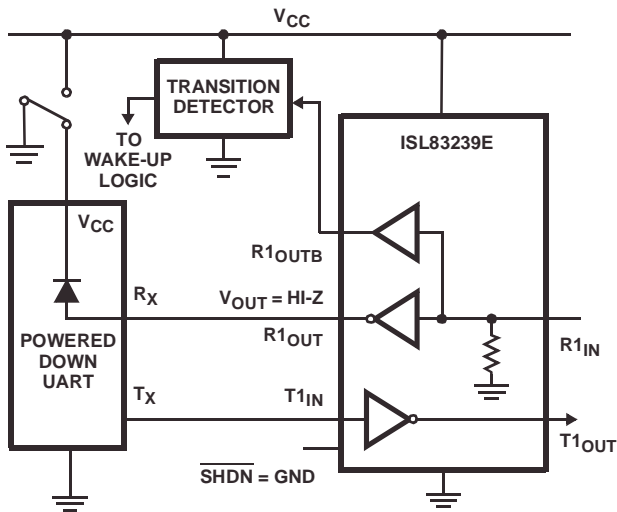 VCC
TRANSITION
DETECTOR
TO
WAKE-UP
LOGIC
ISL83239E
VCC
R1OUTB
RX
VOUT = HI-Z
R1OUT
R1IN
POWERED
DOWN
UART
TX
T1IN
T1OUT
SHDN = GND